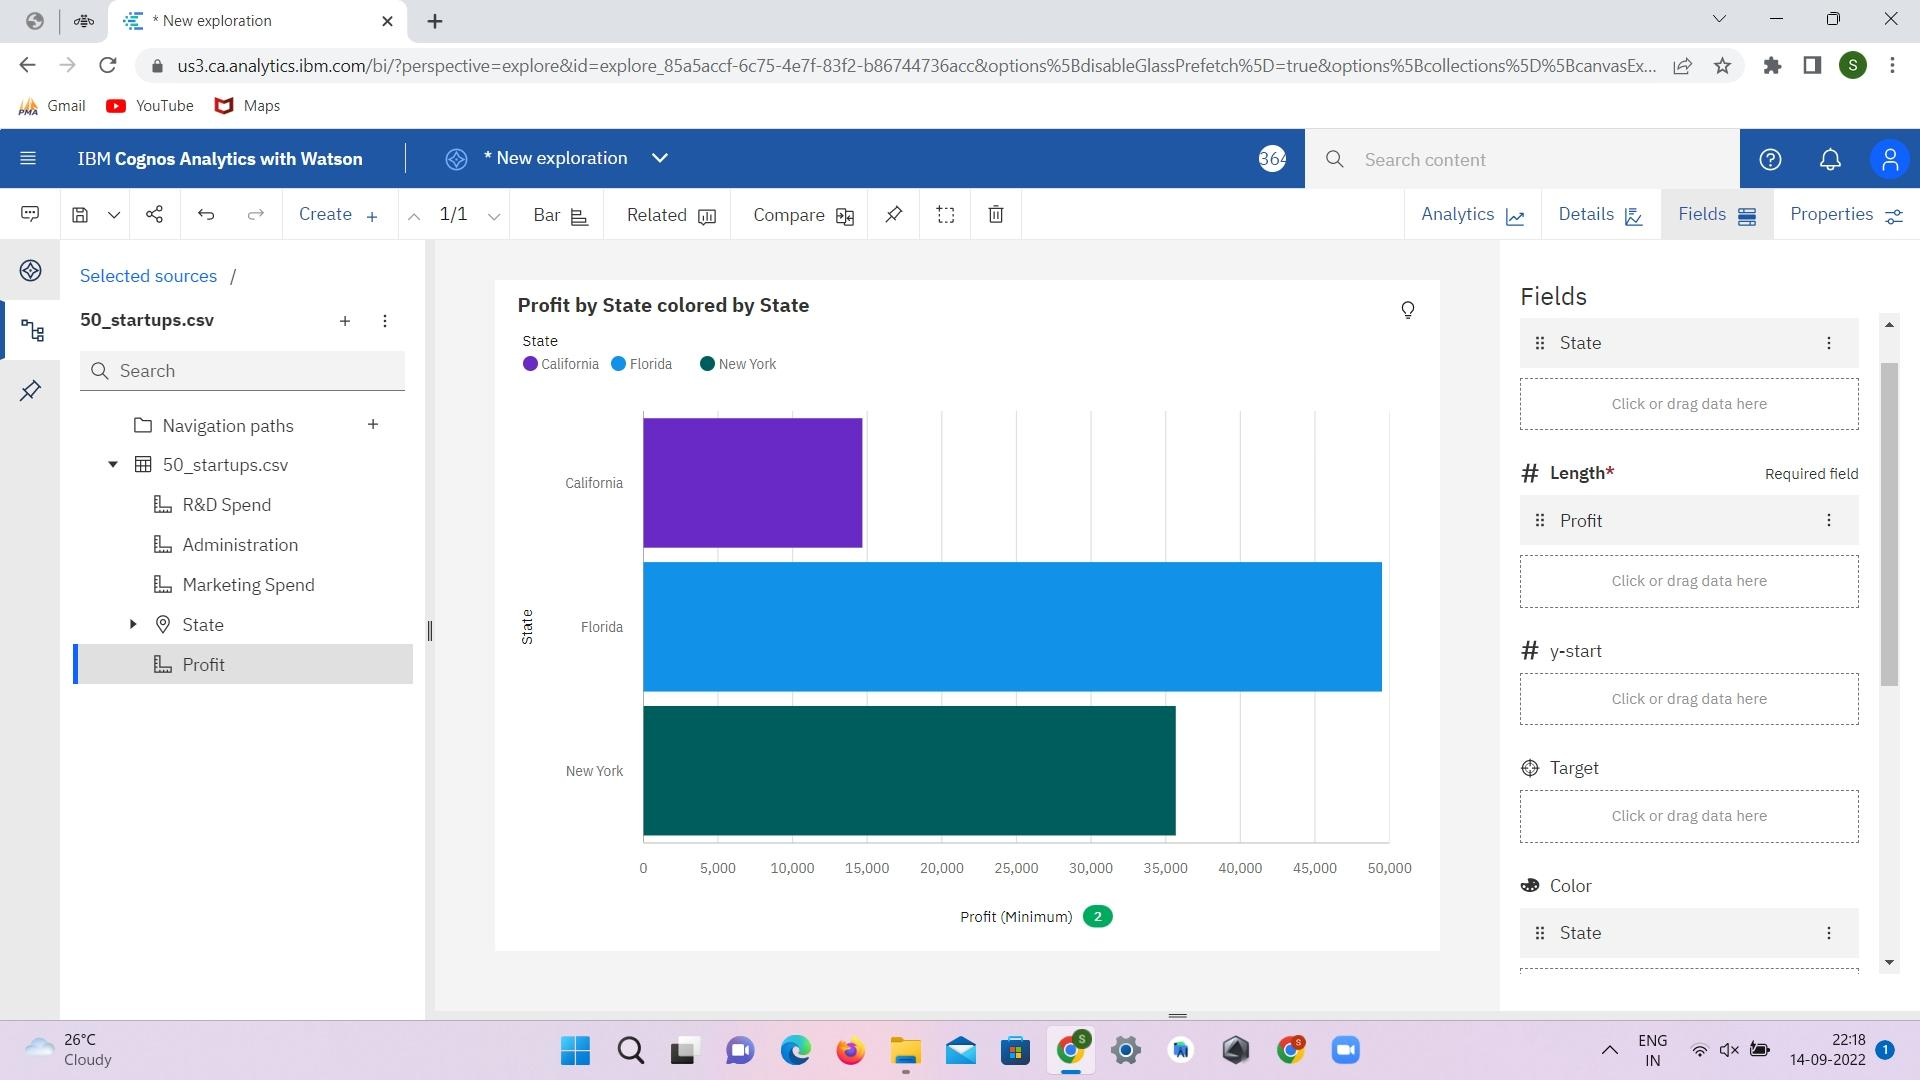 * New exploration
us3.ca.analytics.ibm.com/bi/?perspective=explore&id=explore_85a5accf-6c75-4e7f-83f2-b86744736acc&options%5BdisableGlassPrefetch%5D=true&options%5Bcollections%5D%5BcanvasEx...
S
PMA Gmail YouTube Maps
IBM Cognos Analytics with Watson
* New exploration
364
Search content
Create + 1/1 Bar Related Compare
Analytics Details Fields Properties
Selected sources /
50_startups.csv
Search
Navigation paths
50_startups.csv
R&D Spend
Administration
Marketing Spend
State
Profit
Profit by State colored by State
State
California Florida New York
State
California
Florida
New York
0 5,000 10,000 15,000 20,000 25,000 30,000 35,000 40,000 45,000 50,000
Profit (Minimum) 2
Fields
State
Click or drag data here
# Length* Required field
Profit
Click or drag data here
# y-start
Click or drag data here
Target
Click or drag data here
Color
State
26°C
Cloudy
S
S
ENG
IN
22:18
14-09-2022
1